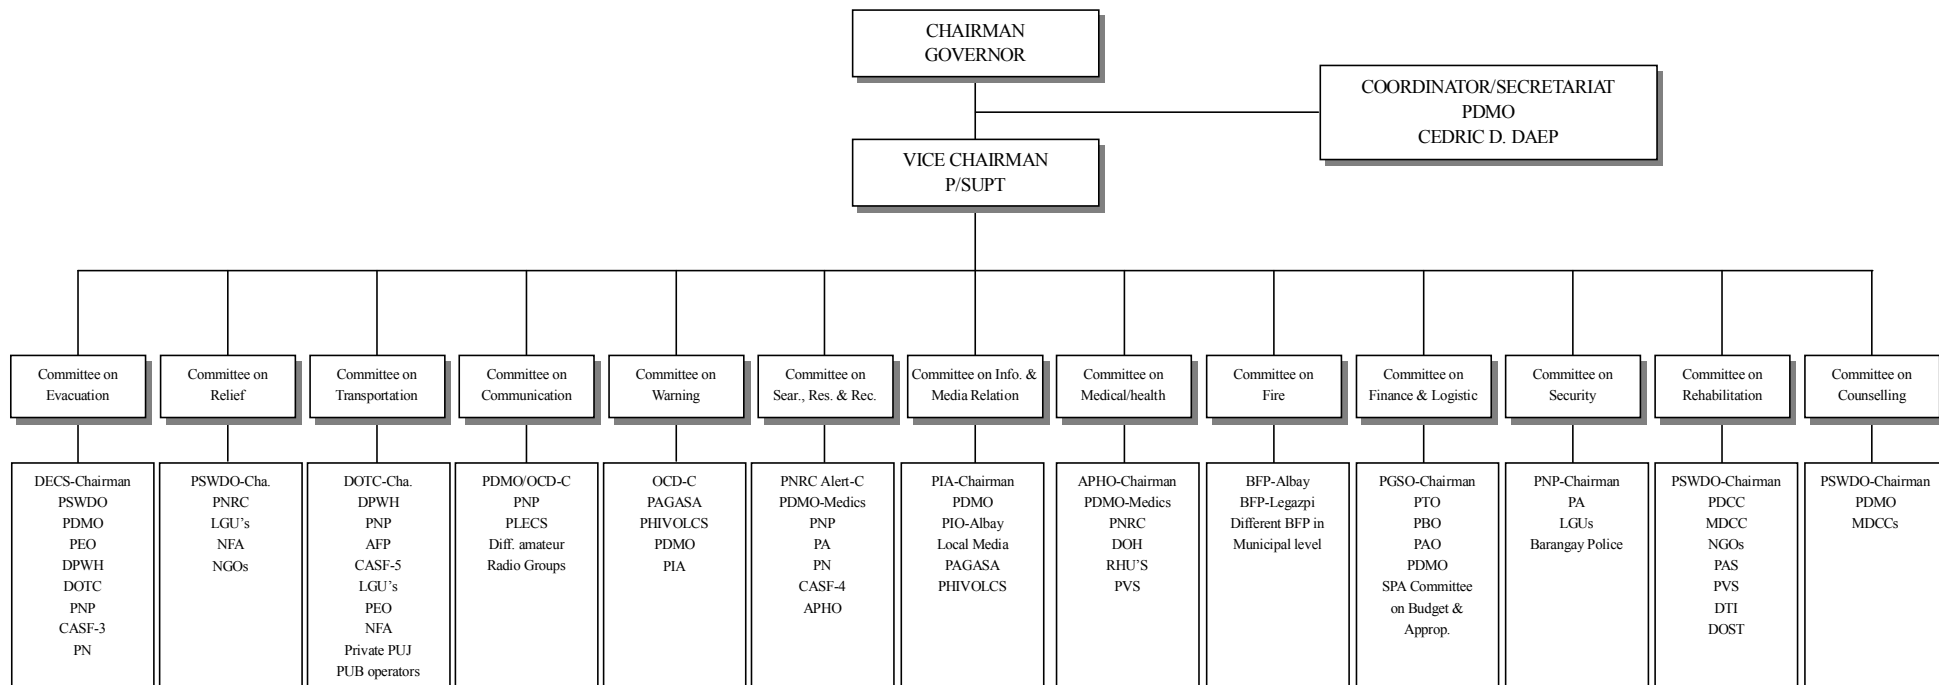 CHAIRMAN
GOVERNOR
COORDINATOR/SECRETARIAT
PDMO
CEDRIC D. DAEP
VICE CHAIRMAN
P/SUPT
Committee on
Evacuation
Committee on
Relief
Committee on
Transportation
Committee on
Communication
Committee on
Warning
Committee on
Sear., Res. & Rec.
Committee on Info. &
Media Relation
Committee on
Medical/health
Committee on
Fire
Committee on
Finance & Logistic
Committee on
Security
Committee on
Rehabilitation
Committee on
Counselling
DECS-Chairman
PSWDO
PDMO
PEO
DPWH
DOTC
PNP
CASF-3
PN
PSWDO-Cha.
PNRC
LGU’s
NFA
NGOs
DOTC-Cha.
DPWH
PNP
AFP
CASF-5
LGU’s
PEO
NFA
Private PUJ
PUB operators
PDMO/OCD-C
PNP
PLECS
Diff. amateur
Radio Groups
OCD-C
PAGASA
PHIVOLCS
PDMO
PIA
PNRC Alert-C
PDMO-Medics
PNP
PA
PN
CASF-4
APHO
PIA-Chairman
PDMO
PIO-Albay
Local Media
PAGASA
PHIVOLCS
APHO-Chairman
PDMO-Medics
PNRC
DOH
RHU’S
PVS
BFP-Albay
BFP-Legazpi
Different BFP in
Municipal level
PGSO-Chairman
PTO
PBO
PAO
PDMO
SPA Committee
on Budget &
Approp.
PNP-Chairman
PA
LGUs
Barangay Police
PSWDO-Chairman
PDCC
MDCC
NGOs
PAS
PVS
DTI
DOST
PSWDO-Chairman
PDMO
MDCCs